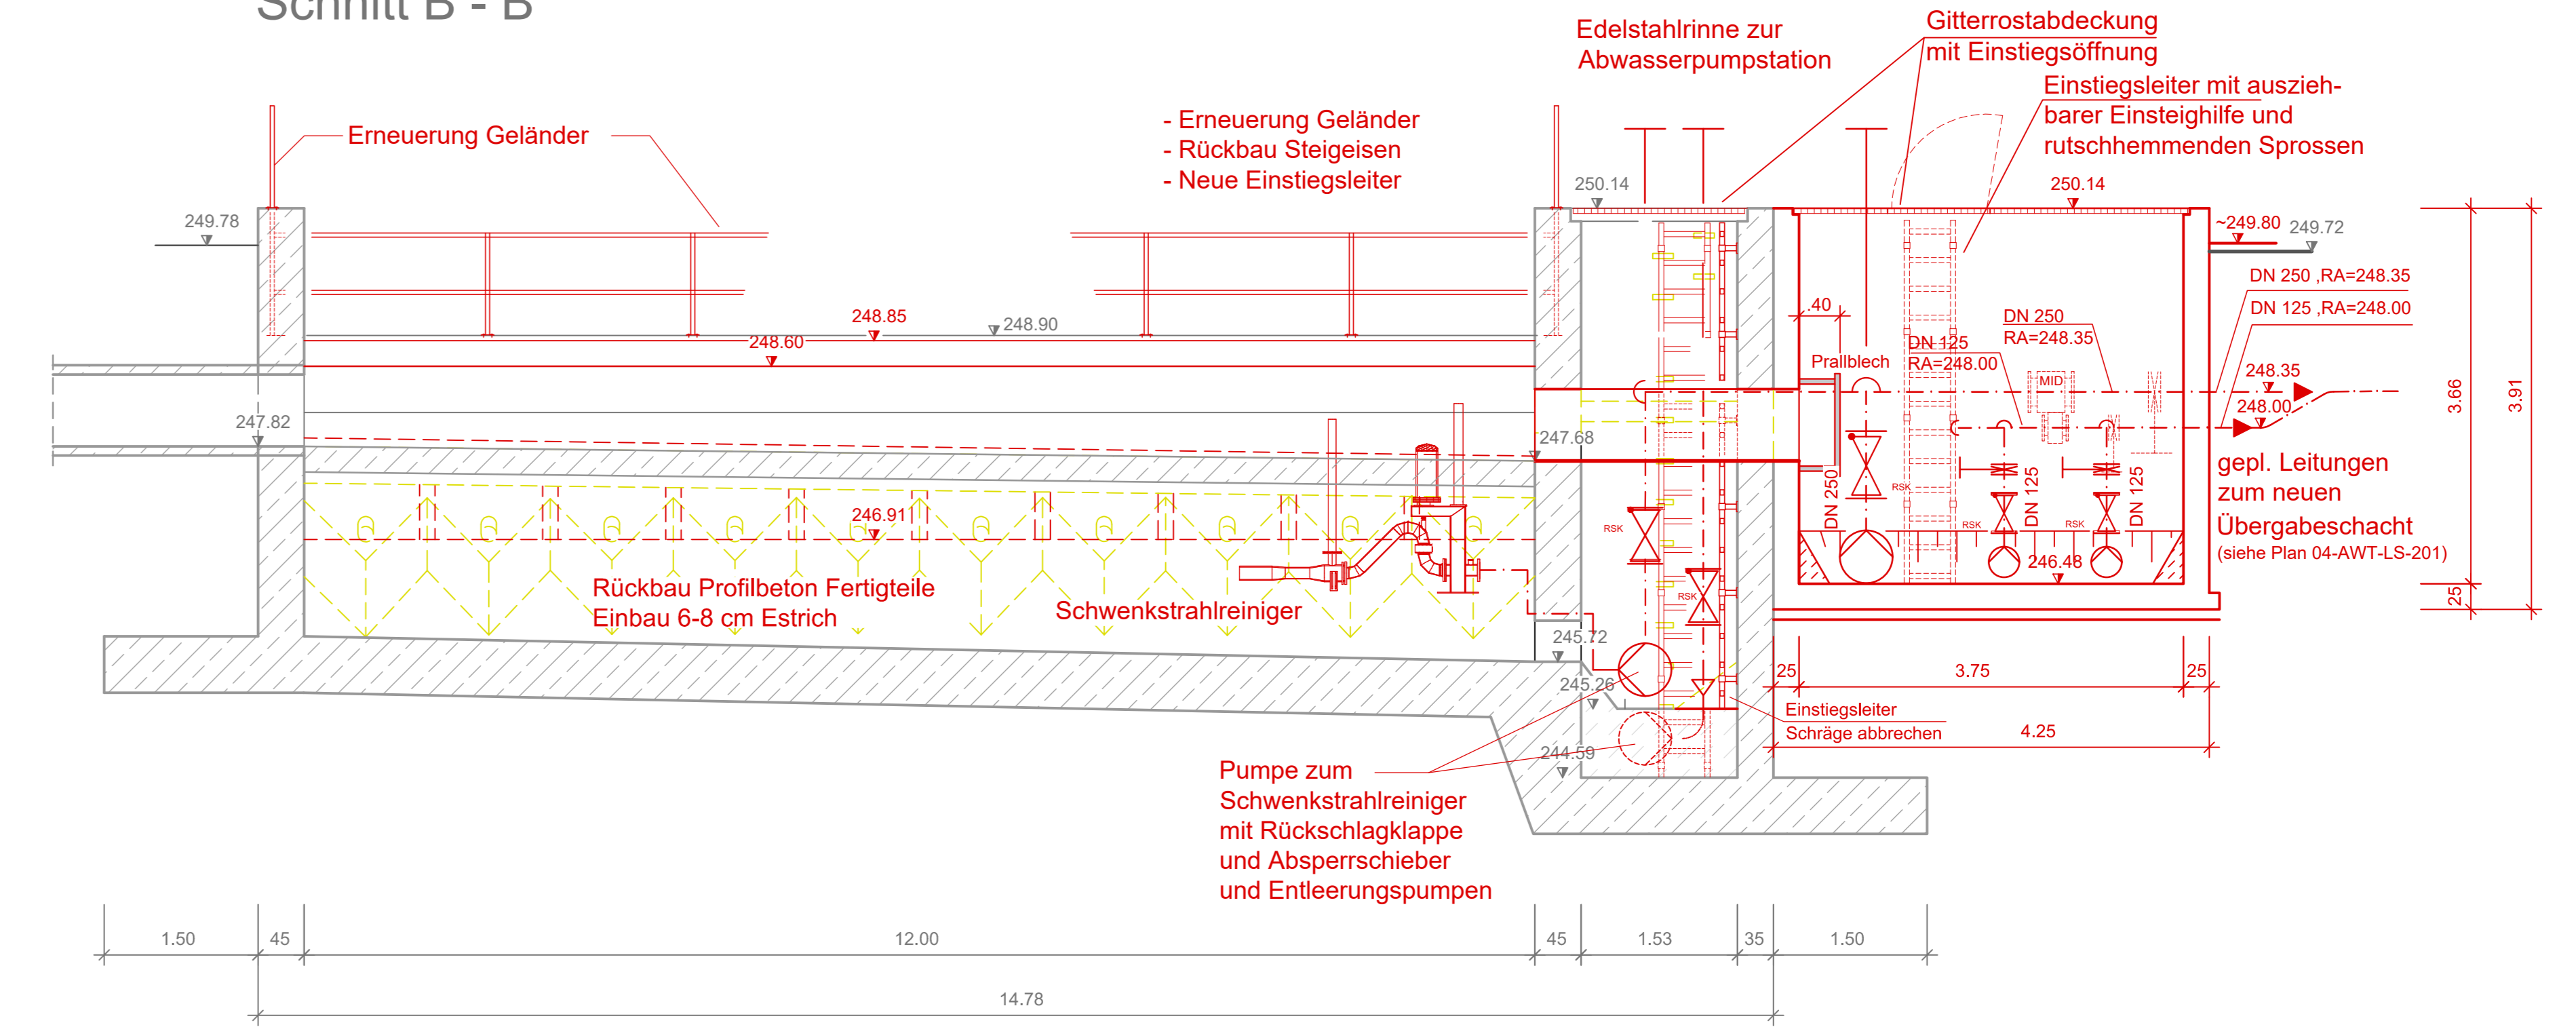 Schnitt B - B
Edelstahlrinne zur
Abwasserpumpstation
Gitterrostabdeckung
mit Einstiegsöffnung
Einstiegsleiter mit auszieh-
barer Einsteighilfe und
rutschhemmenden Sprossen
Erneuerung Geländer
- Erneuerung Geländer
- Rückbau Steigeisen
- Neue Einstiegsleiter
249.78
250.14
250.14
~249.80
249.72
DN 250 ,RA=248.35
DN 125 ,RA=248.00
248.85
248.90
248.60
.40
DN 250
RA=248.35
DN 125
RA=248.00
Prallblech
MID
248.35
248.00
3.66
3.91
247.82
247.68
gepl. Leitungen
zum neuen
Übergabeschacht
(siehe Plan 04-AWT-LS-201)
DN 250
RSK
DN 125
RSK
DN 125
RSK
246.91
RSK
246.48
Rückbau Profilbeton Fertigteile
Einbau 6-8 cm Estrich
Schwenkstrahlreiniger
RSK
25
245.72
245.26
25
3.75
25
Einstiegsleiter
Schräge abbrechen
4.25
244.59
Pumpe zum
Schwenkstrahlreiniger
mit Rückschlagklappe
und Absperrschieber
und Entleerungspumpen
1.50
45
12.00
45
1.53
35
1.50
14.78